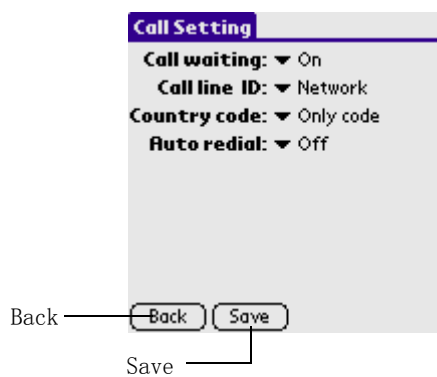 Call Setting
Call waiting: On
Call line ID: Network
Country code: Only code
Auto redial: Off
Back Back Save
Save